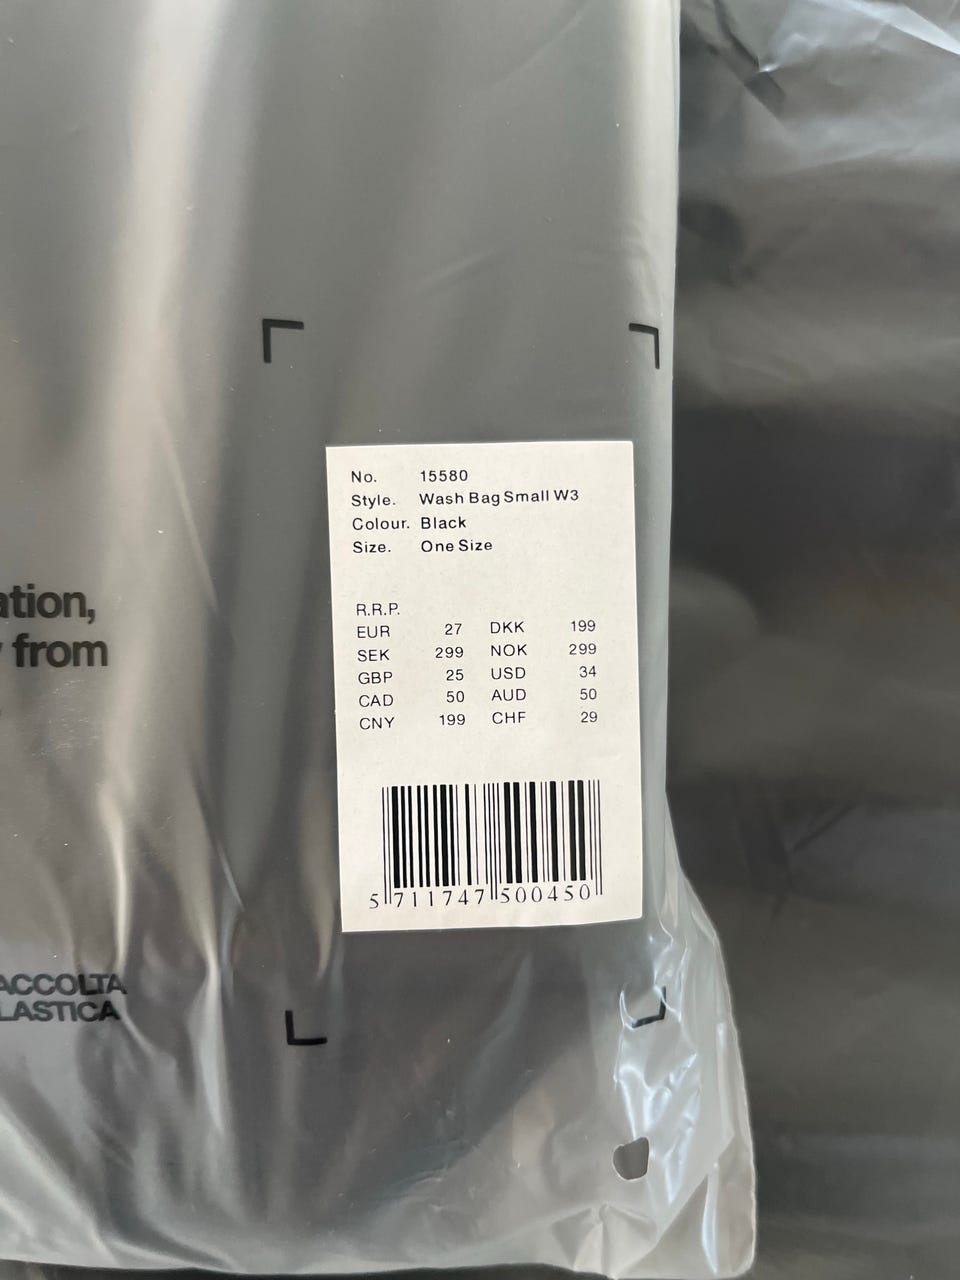 No. 15580
Style. Wash Bag Small W3
Colour. Black
Size. One Size
R.R.P.
EUR 27 DKK 199
SEK 299 NOK 299
GBP 25 USD 34
CAD 50 AUD 50
CNY 199 CHF 29
5 711747 500450
ation,
from
ACCOLTA
LASTICA